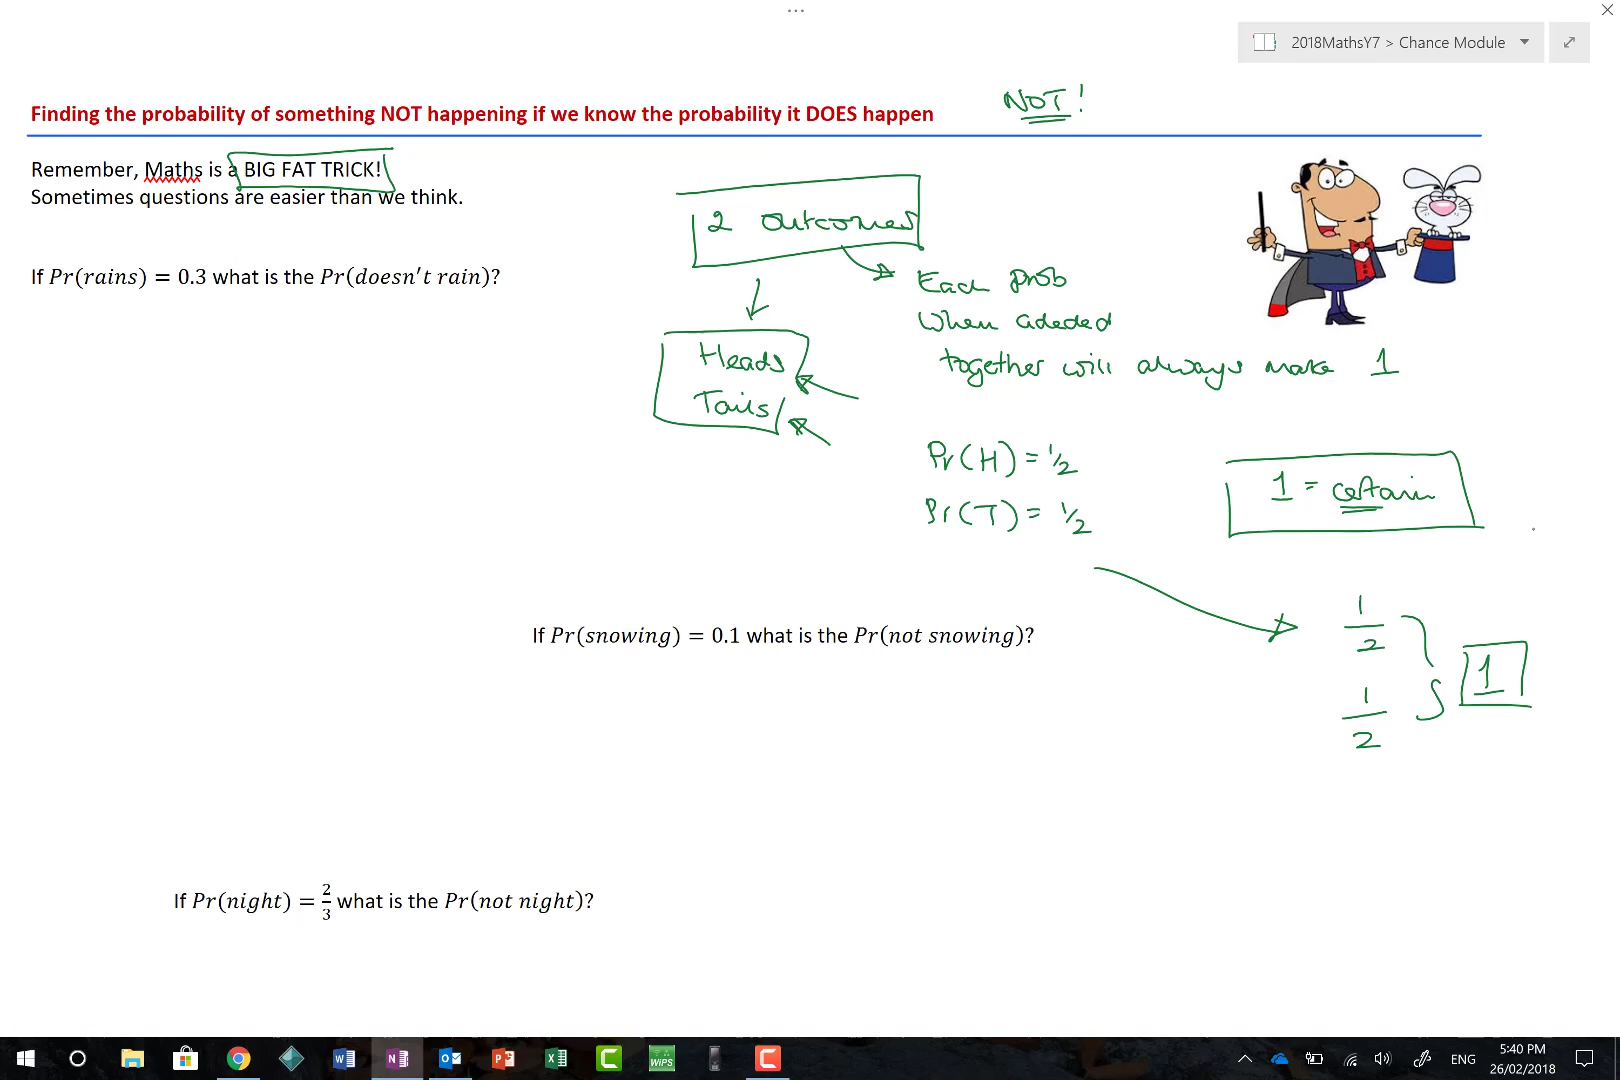 2018MathsY7 > Chance Module
Finding the probability of something NOT happening if we know the probability it DOES happen
NOT!
Remember, Maths is a BIG FAT TRICK!
Sometimes questions are easier than we think.
2 outcomes
If Pr(rains) = 0.3 what is the Pr(doesn't rain)?
Each prob
when adeded
together will always make 1
Heads
Tails
Pr(H) = 1/2
Pr(T) = 1/2
1 = certain
If Pr(snowing) = 0.1 what is the Pr(not snowing)?
1/2
1/2
1
If Pr(night) = 2/3 what is the Pr(not night)?
WiPS
ENG
5:40 PM
26/02/2018